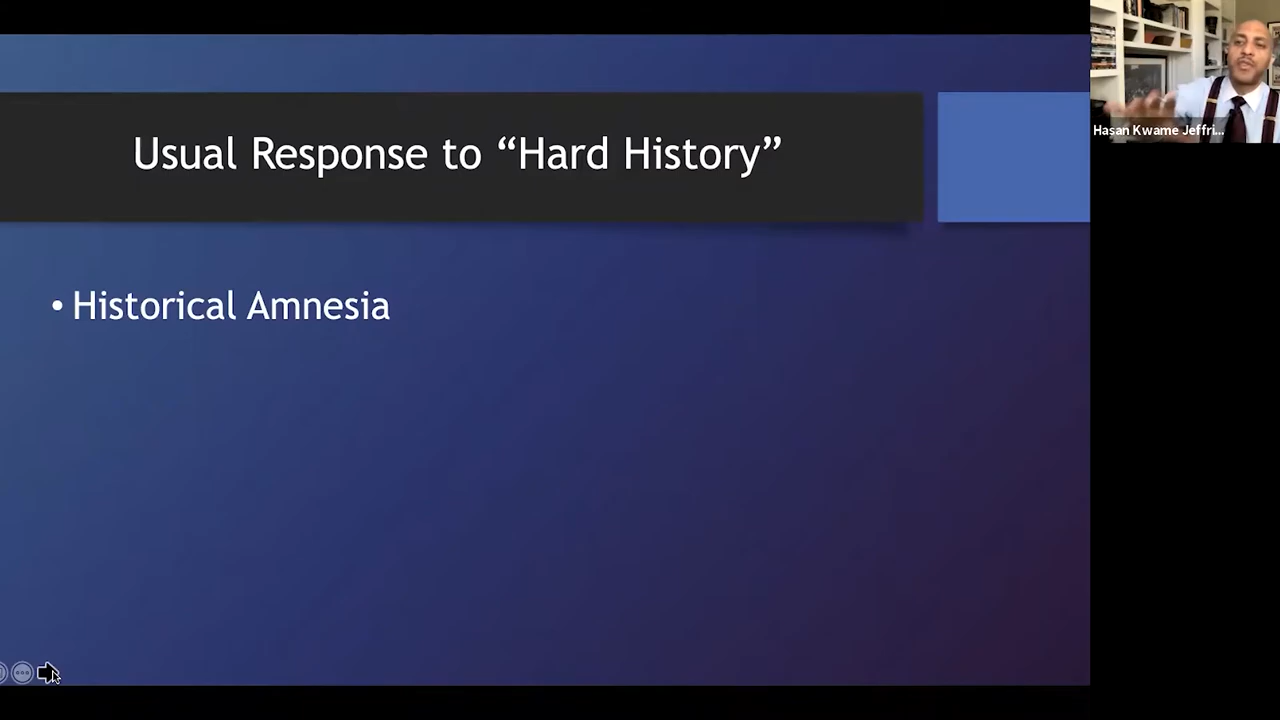 Usual Response to “Hard History”
• Historical Amnesia
Hasan Kwame Jeffri...